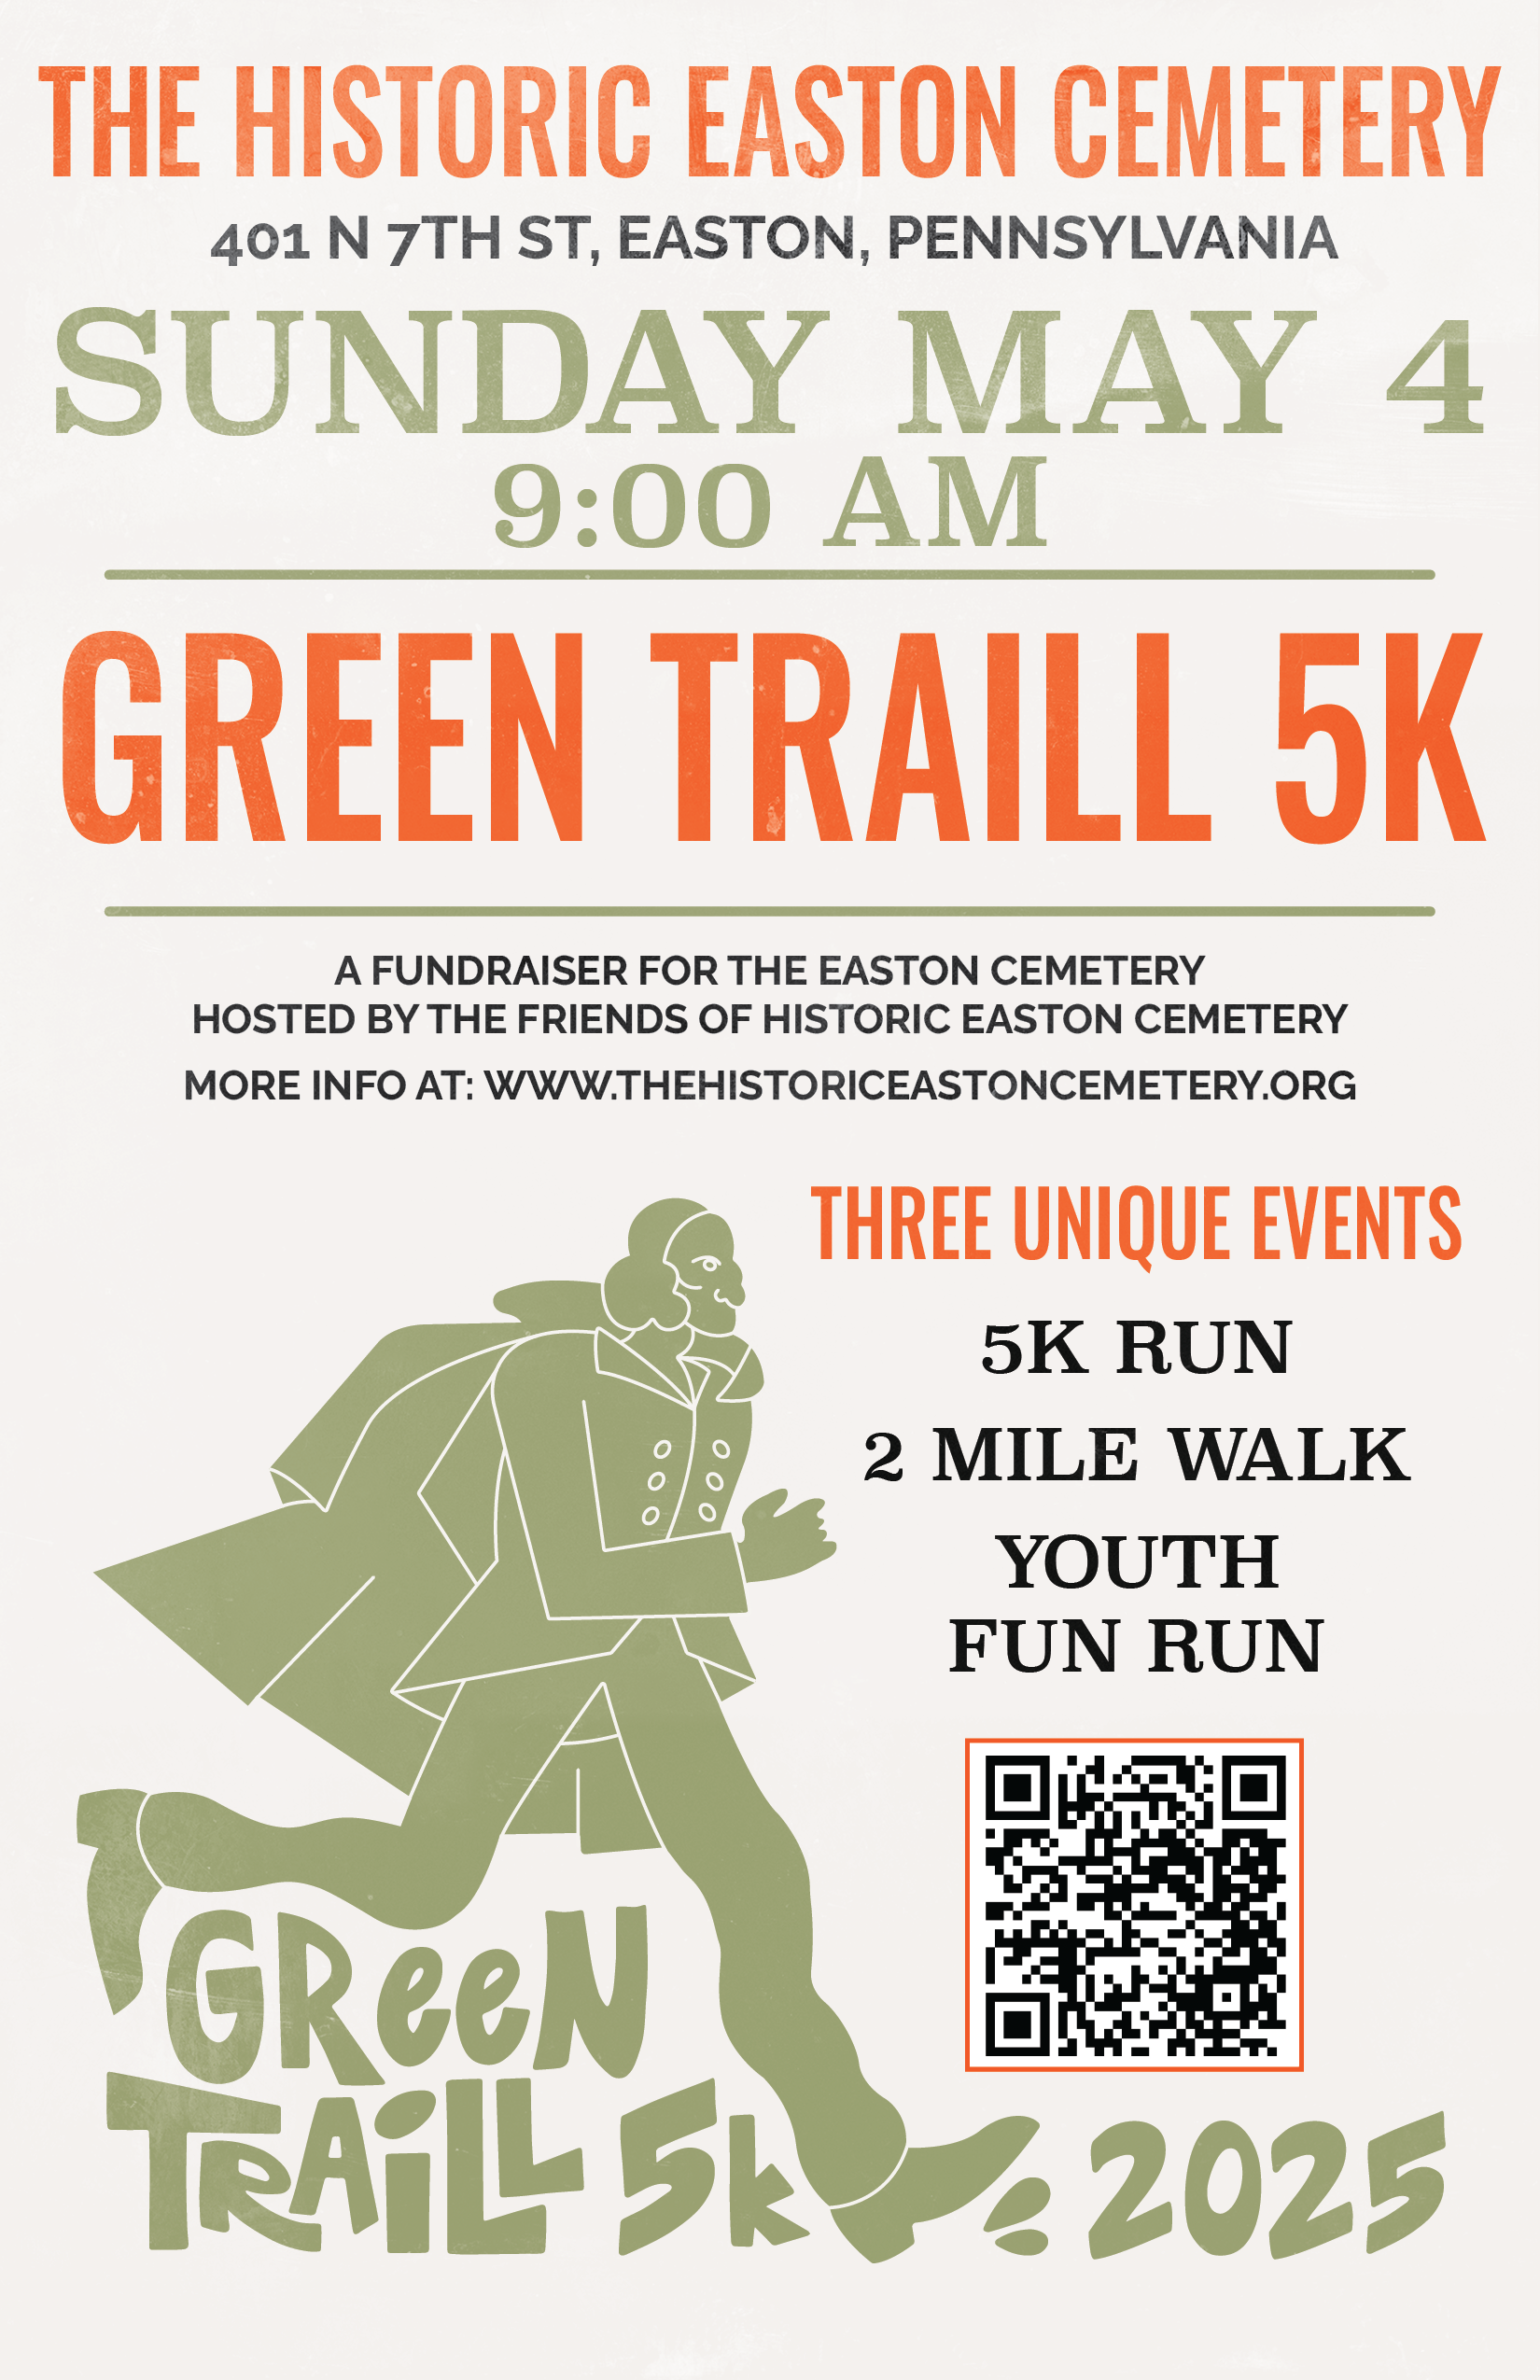 THE HISTORIC EASTON CEMETERY
401 N 7TH ST, EASTON, PENNSYLVANIA
SUNDAY MAY 4
9:00 AM
GREEN TRAILL 5K
A FUNDRAISER FOR THE EASTON CEMETERY
HOSTED BY THE FRIENDS OF HISTORIC EASTON CEMETERY
MORE INFO AT: WWW.THEHISTORICEASTONCEMETERY.ORG
THREE UNIQUE EVENTS
5K RUN
2 MILE WALK
YOUTH
FUN RUN
GReeN
TRAiLL 5k 2025